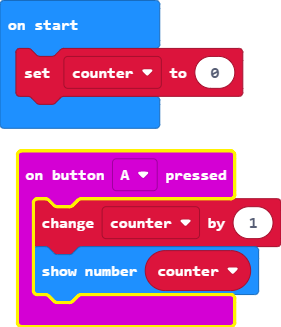 on start
set counter to 0
on button A pressed
change counter by 1
show number counter